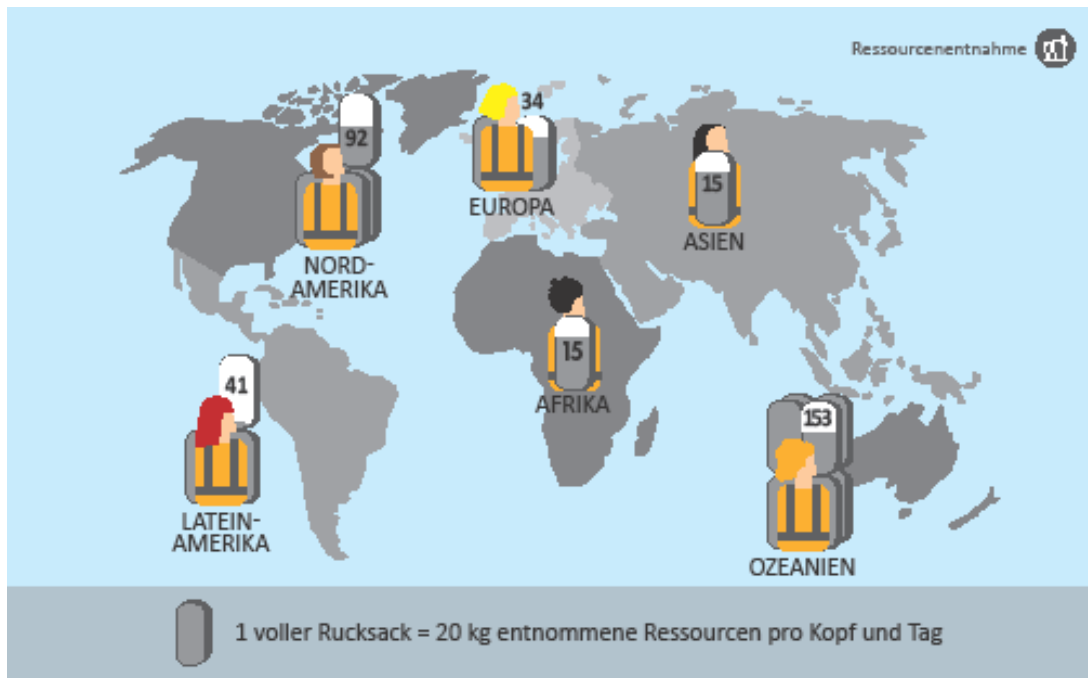 Ressourcenentnahme
92
34
15
EUROPA
ASIEN
NORD-
AMERIKA
15
41
AFRIKA
153
LATEIN-
AMERIKA
OZEANIEN
1 voller Rucksack = 20 kg entnommene Ressourcen pro Kopf und Tag